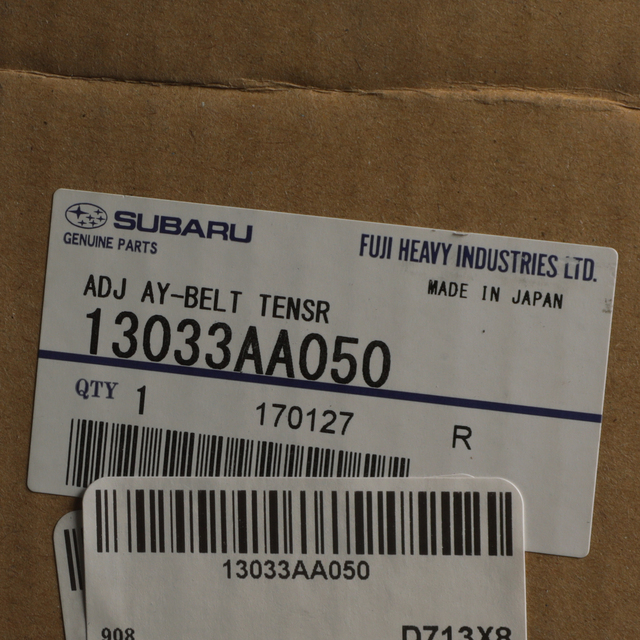 SUBARU
GENUINE PARTS
FUJI HEAVY INDUSTRIES LTD.
MADE IN JAPAN
ADJ AY-BELT TENSR
13033AA050
QTY 1
170127
R
13033AA050
908
D713X8